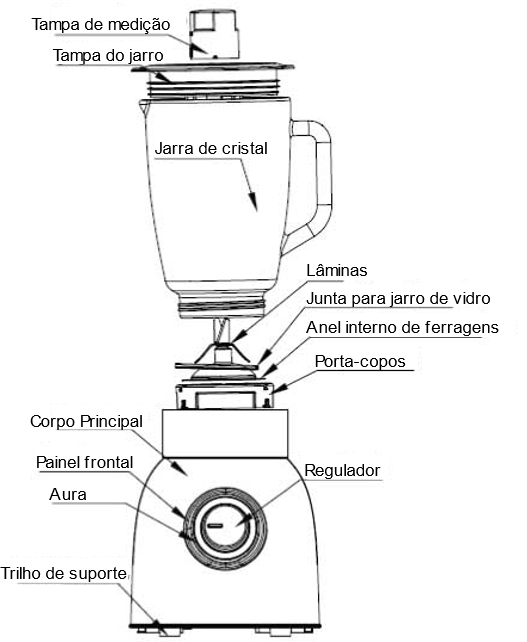 Tampa de medição
Tampa do jarro
Jarra de cristal
Lâminas
Junta para jarro de vidro
Anel interno de ferragens
Porta-copos
Corpo Principal
Painel frontal
Regulador
Aura
Trilho de suporte